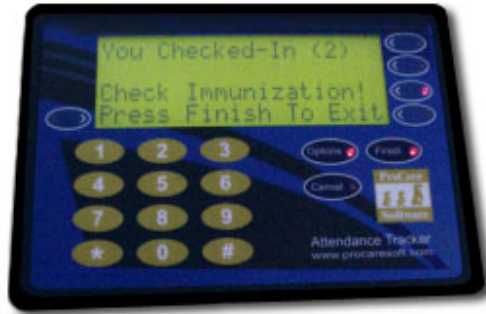 You Checked-In (2)
Check Immunization!
Press Finish To Exit
1 2 3
Options Finish
4 5 6
Cancel
ProCare
Software
7 8 9
* 0 #
Attendance Tracker
www.procaresoft.com